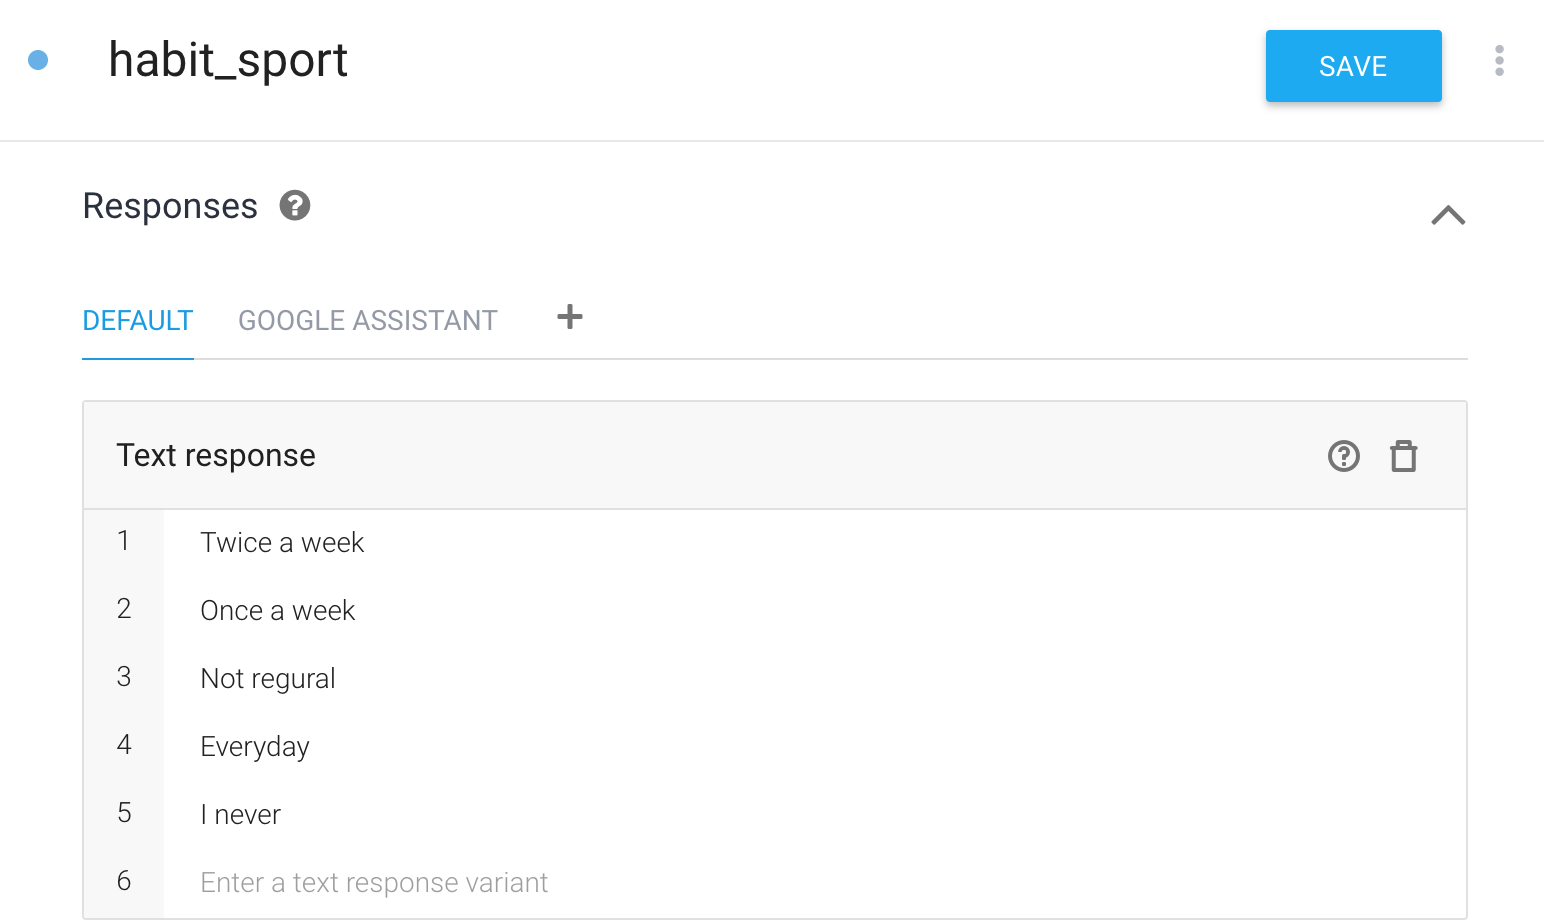 habit_sport
SAVE
Responses
DEFAULT GOOGLE ASSISTANT +
Text response
1 Twice a week
2 Once a week
3 Not regural
4 Everyday
5 I never
6 Enter a text response variant